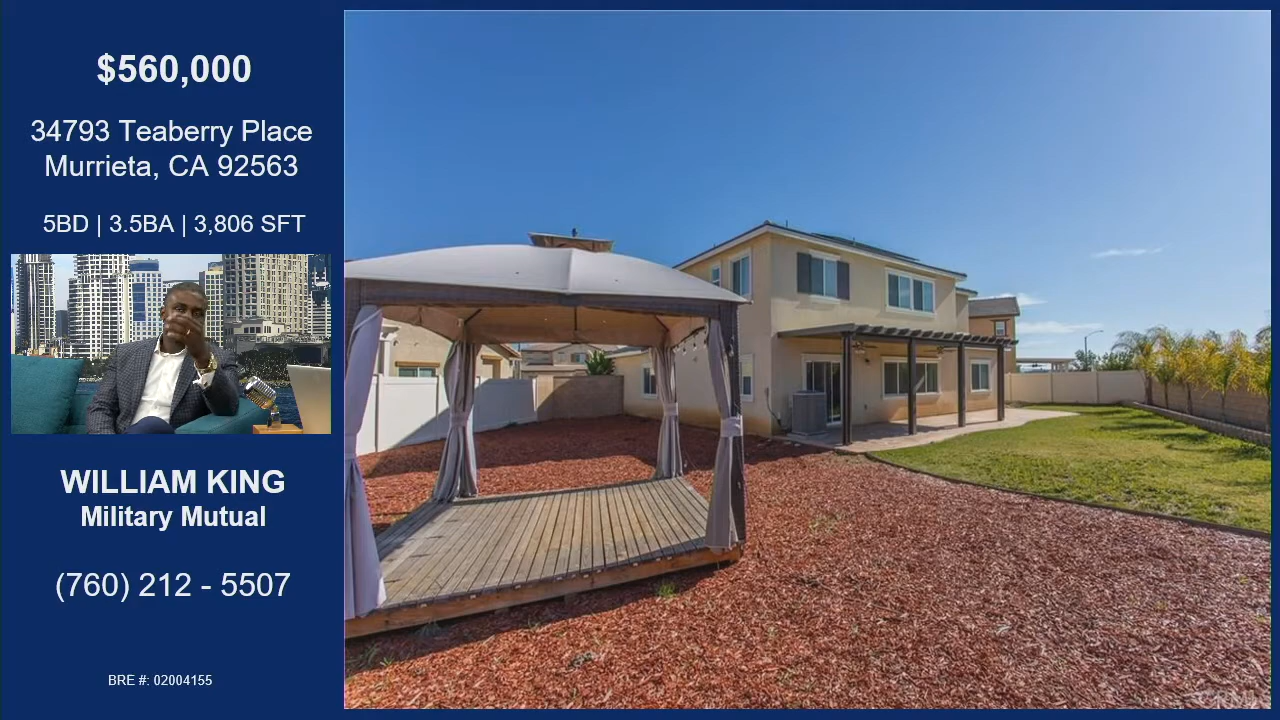 $560,000
34793 Teaberry Place
Murrieta, CA 92563
5BD | 3.5BA | 3,806 SFT
WILLIAM KING
Military Mutual
(760) 212 - 5507
BRE #: 02004155